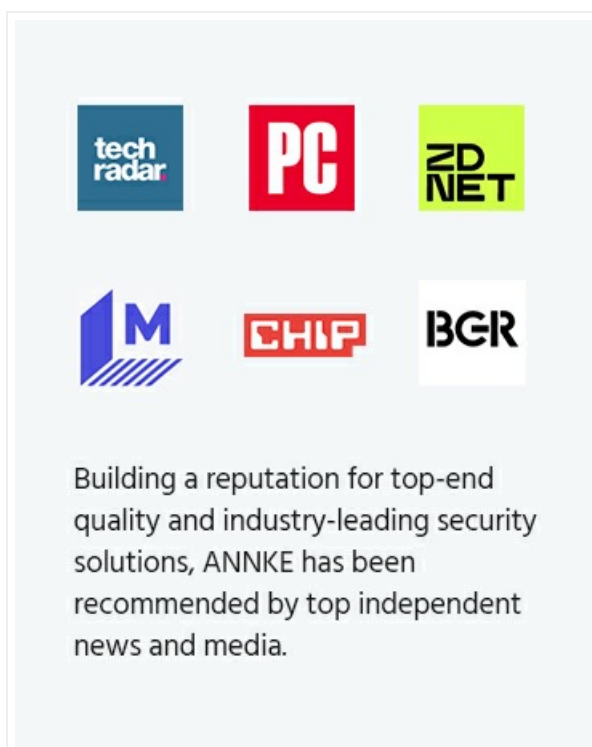 tech
radar.
PC
ZD
NET
M
CHIP
BGR
Building a reputation for top-end
quality and industry-leading security
solutions, ANNKE has been
recommended by top independent
news and media.